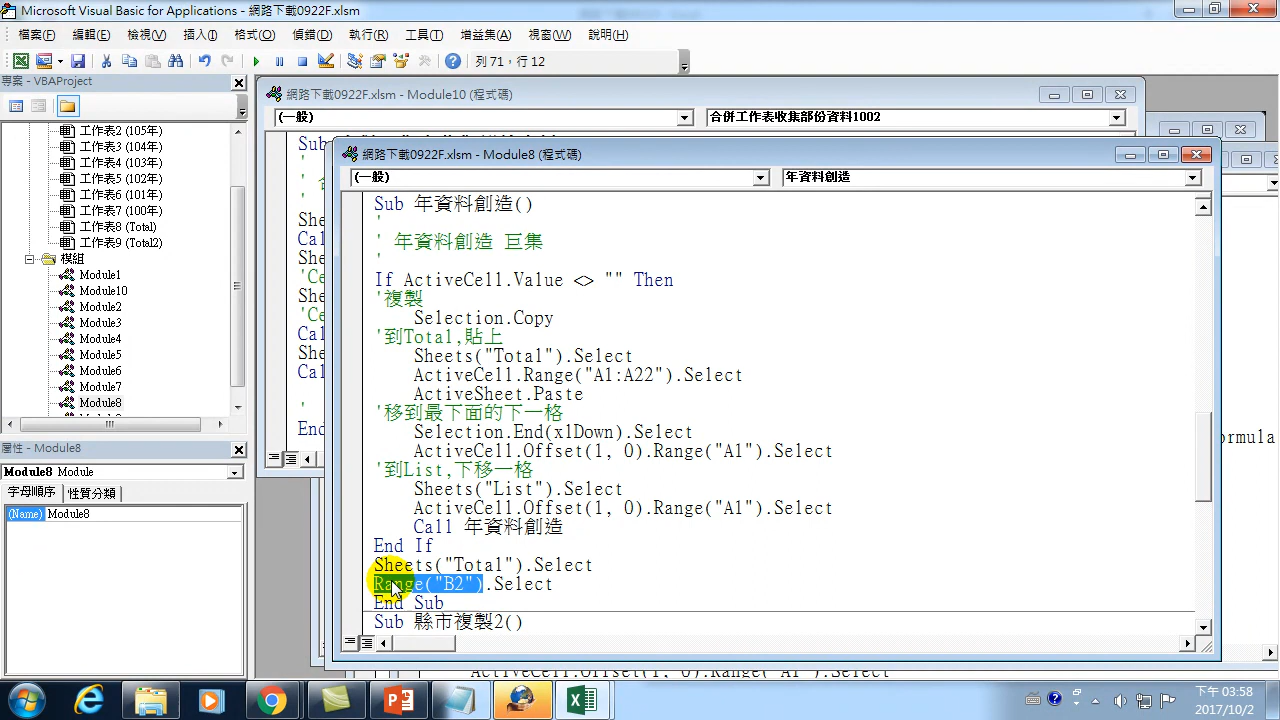 Microsoft Visual Basic for Applications - 網路下載0922F.xlsm
檔案(F) 編輯(E) 檢視(V) 插入(I) 格式(O) 偵錯(D) 執行(R) 工具(T) 增益集(A) 視窗(W) 說明(H)
列 71，行 12
專案 - VBAProject
工作表2 (105年)
工作表3 (104年)
工作表4 (103年)
工作表5 (102年)
工作表6 (101年)
工作表7 (100年)
工作表8 (Total)
工作表9 (Total2)
模組
Module1
Module10
Module2
Module3
Module4
Module5
Module6
Module7
Module8
屬性 - Module8
Module8 Module
字母順序 性質分類
(Name) Module8
網路下載0922F.xlsm - Module10 (程式碼)
(一般) 合併工作表收集部份資料1002
Sub
'
'
'
She
Cal
She
'Ce
She
'Ce
Cal
She
Cal
'
End
網路下載0922F.xlsm - Module8 (程式碼)
(一般) 年資料創造
Sub 年資料創造()
'
' 年資料創造 巨集
'
If ActiveCell.Value <> "" Then
'複製
Selection.Copy
'到Total,貼上
Sheets("Total").Select
ActiveCell.Range("A1:A22").Select
ActiveSheet.Paste
'移到最下面的下一格
Selection.End(xlDown).Select
ActiveCell.Offset(1, 0).Range("A1").Select
'到List,下移一格
Sheets("List").Select
ActiveCell.Offset(1, 0).Range("A1").Select
Call 年資料創造
End If
Sheets("Total").Select
Range("B2").Select
End Sub
Sub 縣市複製2()
ormula
ActiveCell.Offset(1, 0).Range("A1").Select
下午 03:58
2017/10/2